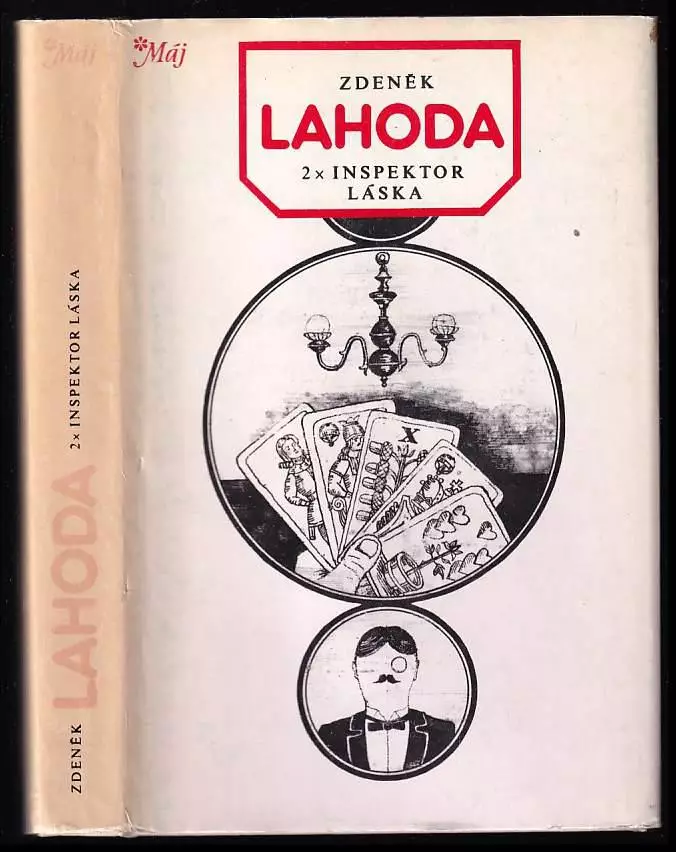 *Máj
ZDENĚK
LAHODA
2× INSPEKTOR
LÁSKA
X
*Máj
ZDENĚK LAHODA 2× INSPEKTOR LÁSKA